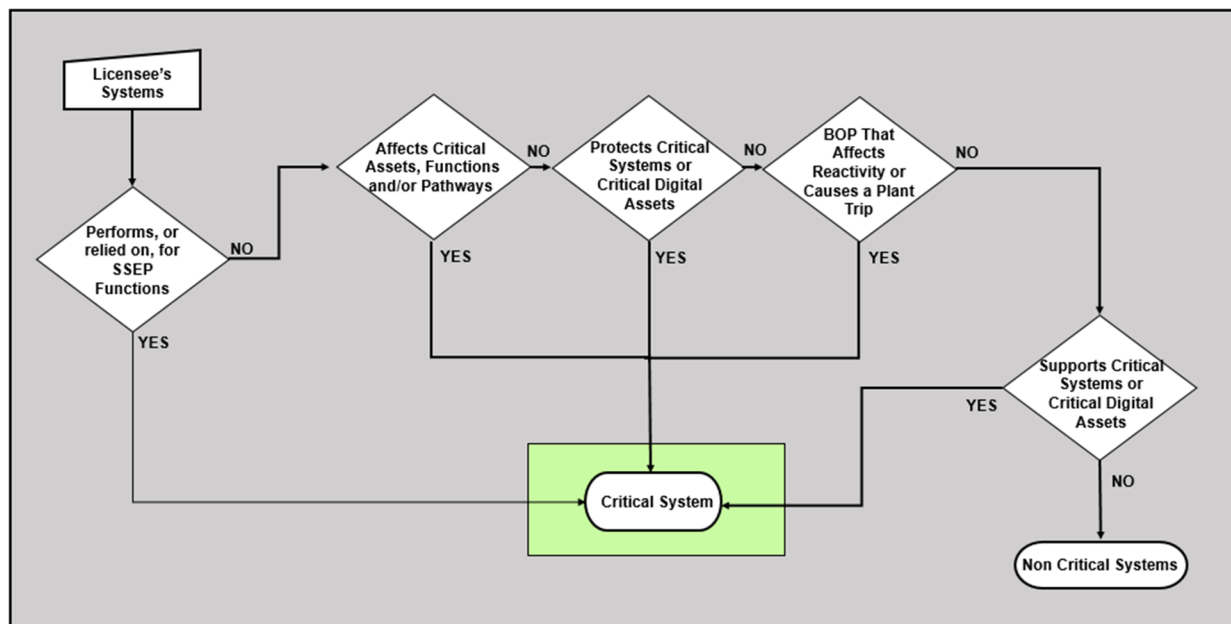 Licensee's
Systems
Performs, or
relied on, for
SSEP
Functions
NO
YES
Affects Critical
Assets, Functions
and/or Pathways
NO
YES
Protects Critical
Systems or
Critical Digital
Assets
NO
YES
BOP That
Affects
Reactivity or
Causes a Plant
Trip
NO
YES
Supports Critical
Systems or
Critical Digital
Assets
YES
NO
Critical System
Non Critical Systems